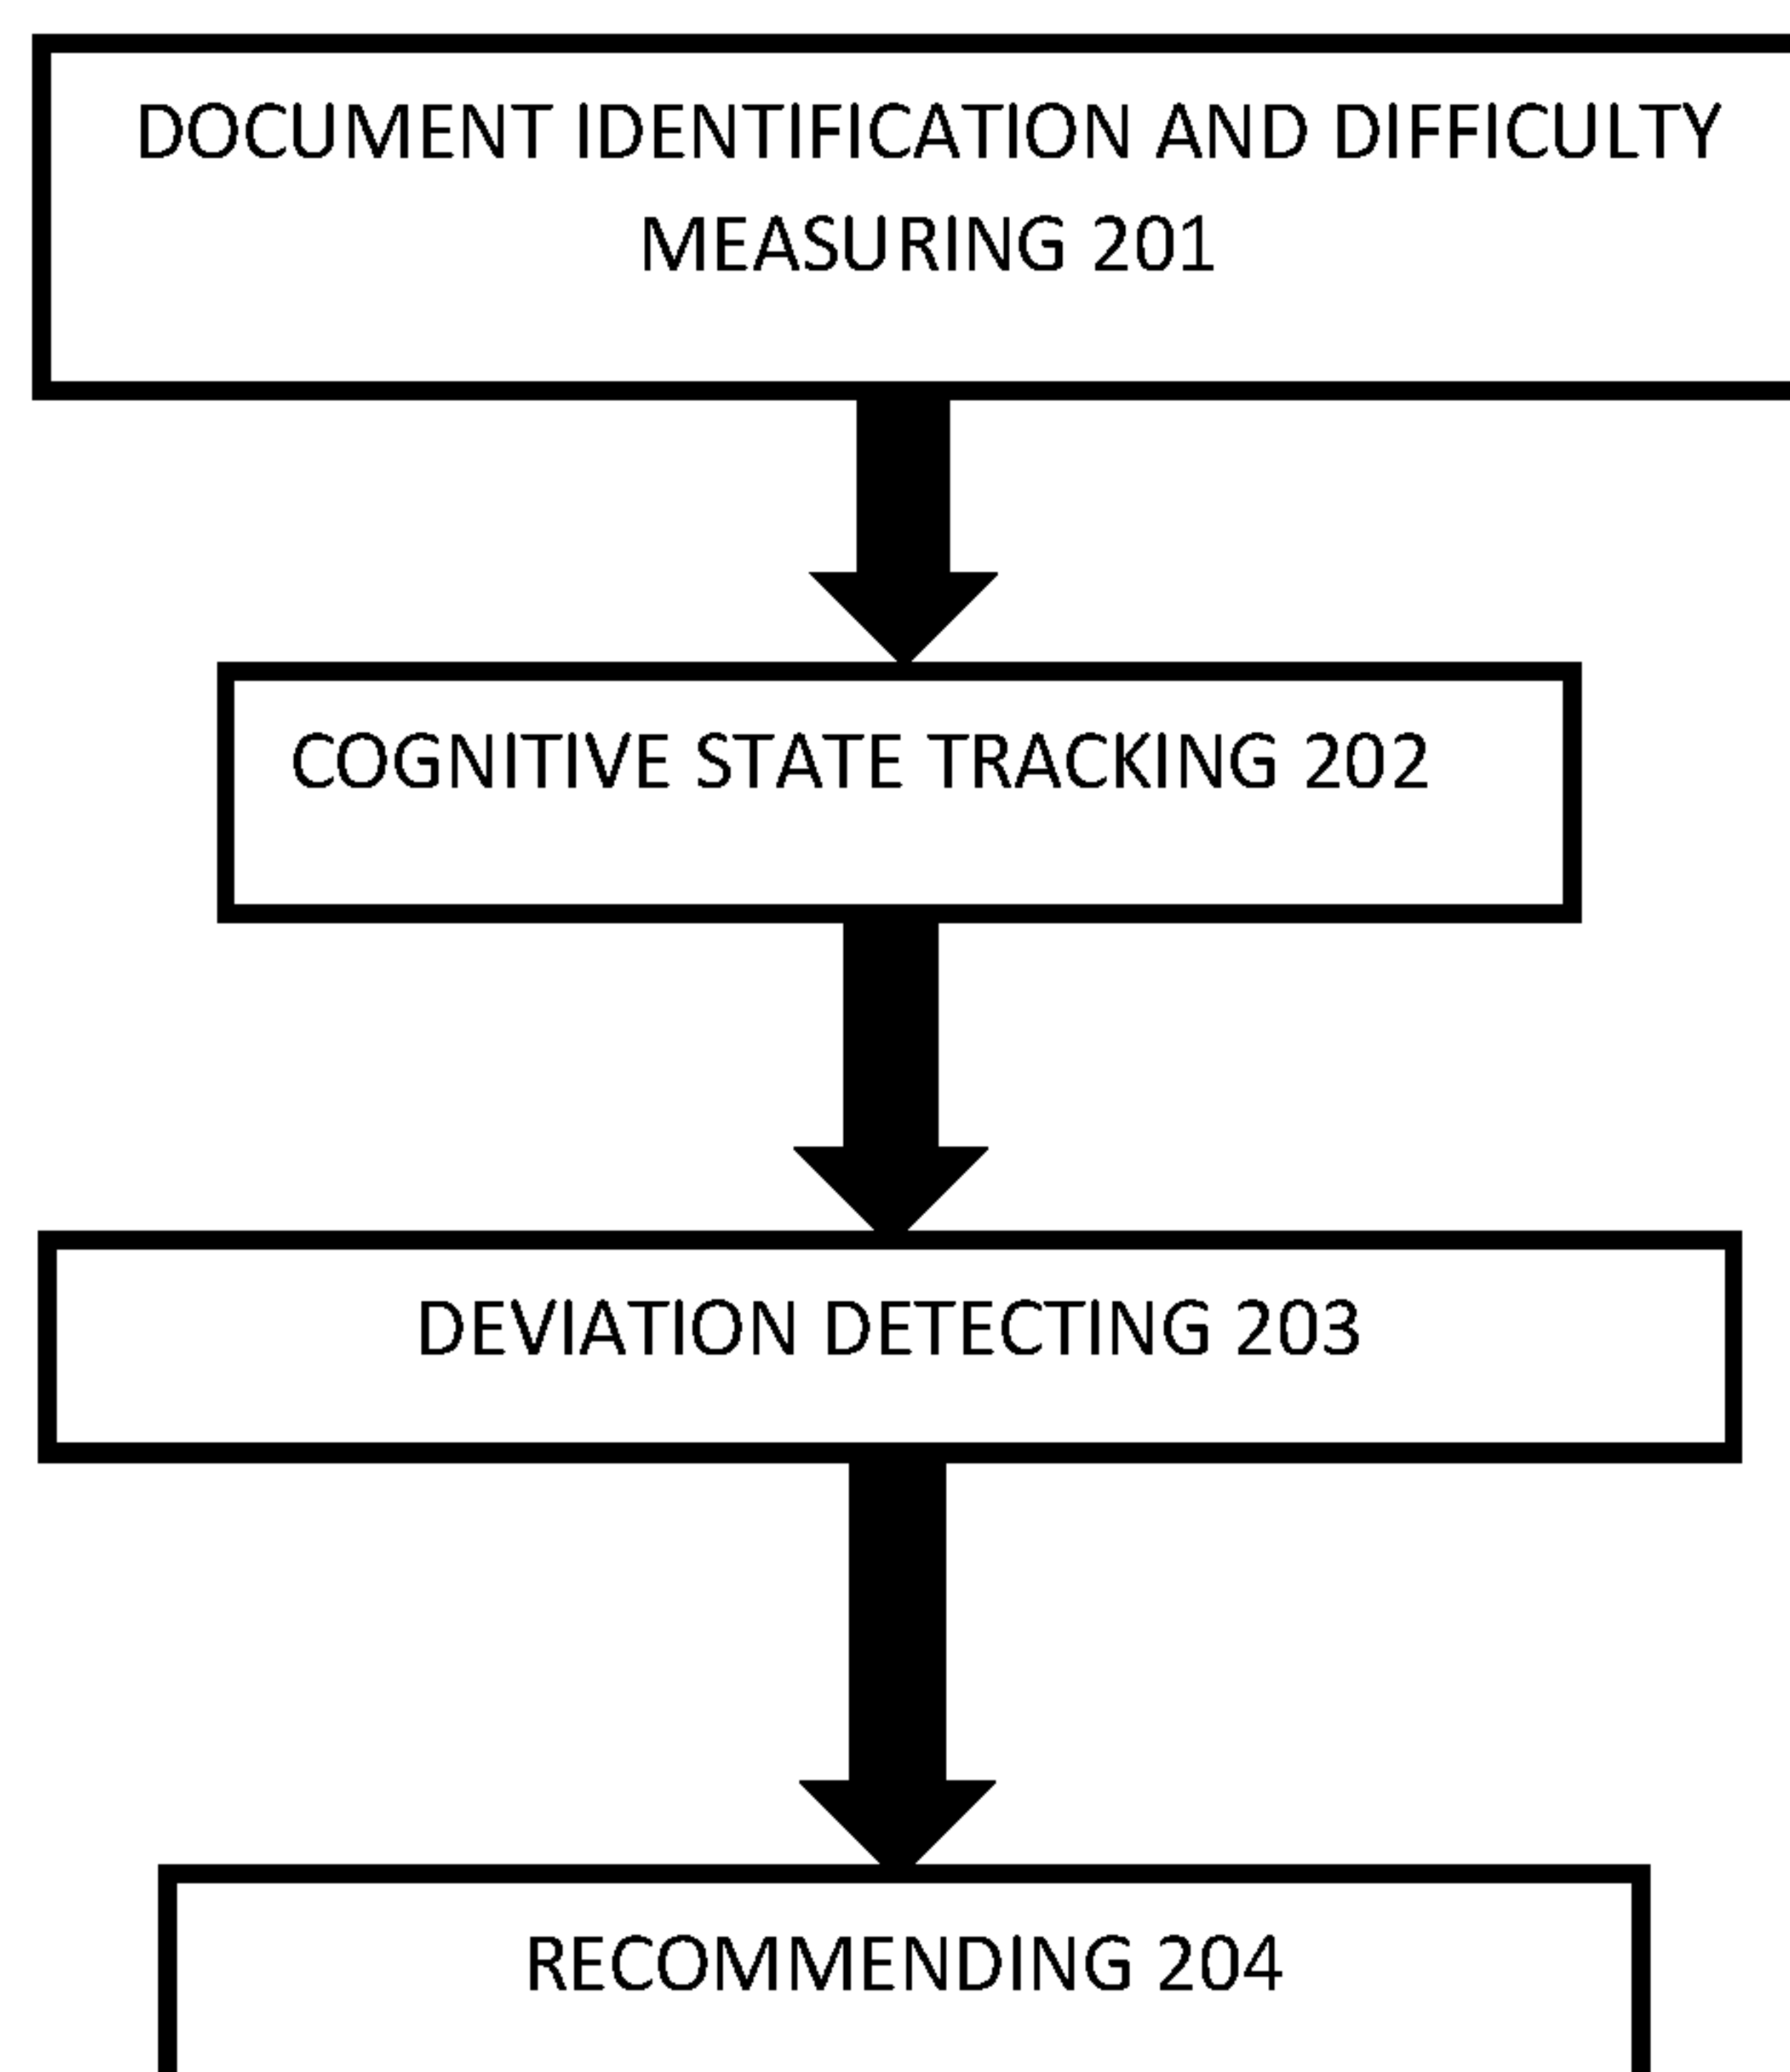 DOCUMENT IDENTIFICATION AND DIFFICULTY
MEASURING 201
COGNITIVE STATE TRACKING 202
DEVIATION DETECTING 203
RECOMMENDING 204